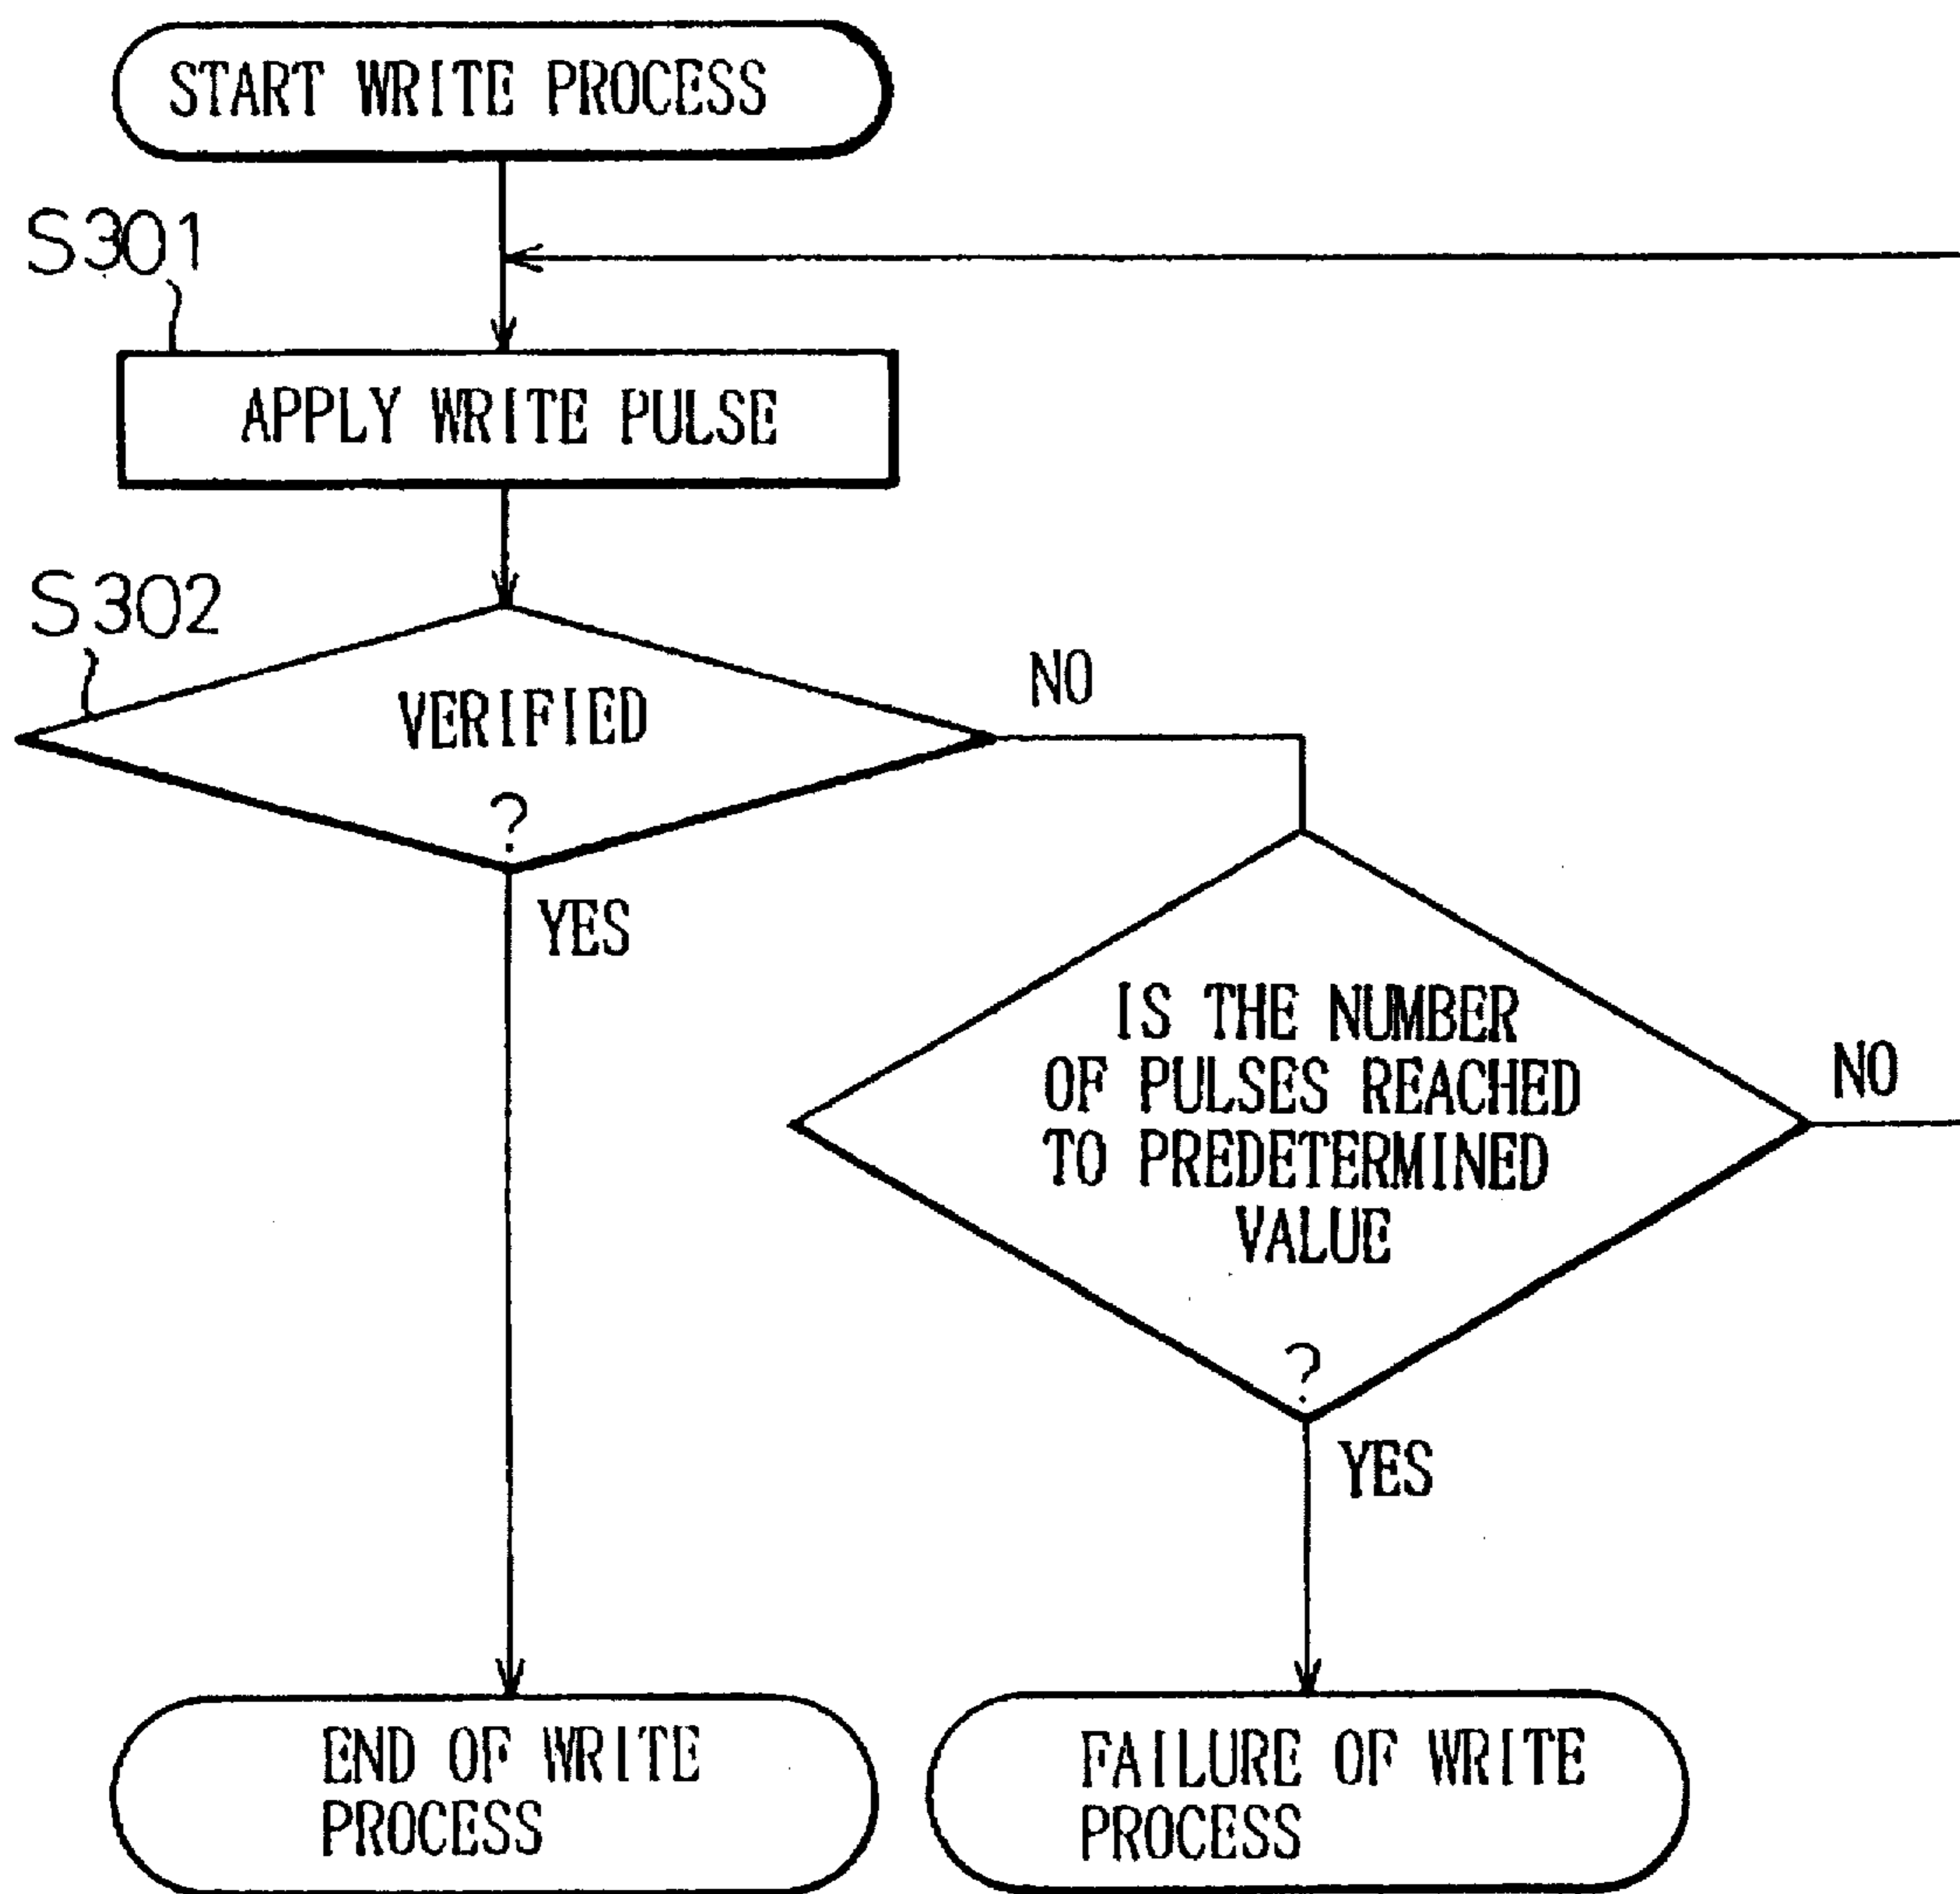 START WRITE PROCESS
S301
APPLY WRITE PULSE
S302
VERIFIED
?
NO
YES
IS THE NUMBER
OF PULSES REACHED
TO PREDETERMINED
VALUE
?
NO
YES
END OF WRITE
PROCESS
FAILURE OF WRITE
PROCESS